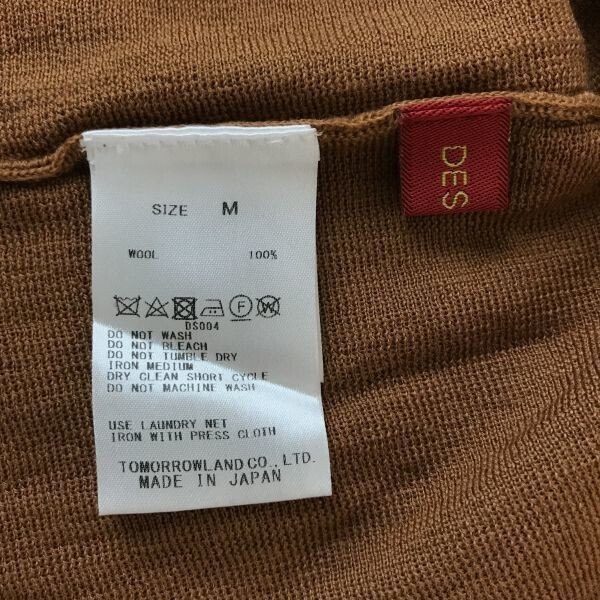 SIZE M
WOOL 100%
DS004
DO NOT WASH
DO NOT BLEACH
DO NOT TUMBLE DRY
IRON MEDIUM
DRY CLEAN SHORT CYCLE
DO NOT MACHINE WASH
USE LAUNDRY NET
IRON WITH PRESS CLOTH
TOMORROWLAND CO., LTD.
MADE IN JAPAN
DES